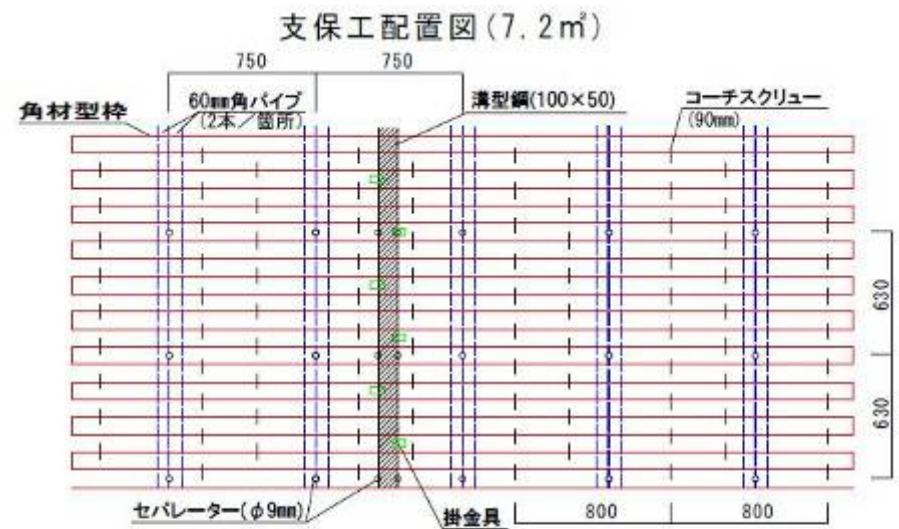 支保工配置図(7.2㎡)
750 750
角材型枠
60mm角パイプ
(2本/箇所)
溝型鋼(100×50)
コーチスクリュー
(90mm)
630
630
セパレーター(φ9mm)
掛金具
800 800